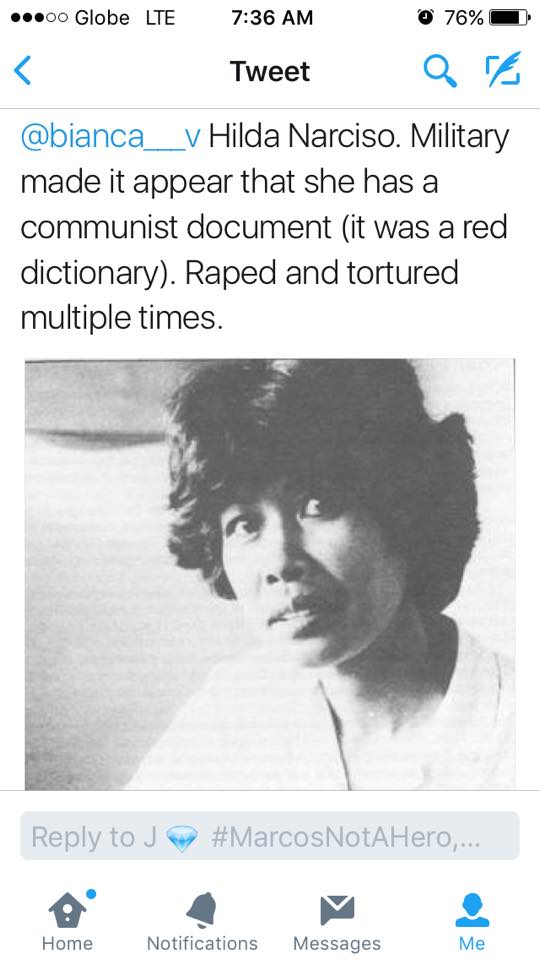 Globe LTE 7:36 AM 76%
Tweet
@bianca___v Hilda Narciso. Military
made it appear that she has a
communist document (it was a red
dictionary). Raped and tortured
multiple times.
Reply to J 💎 #MarcosNotAHero,...
Home Notifications Messages Me